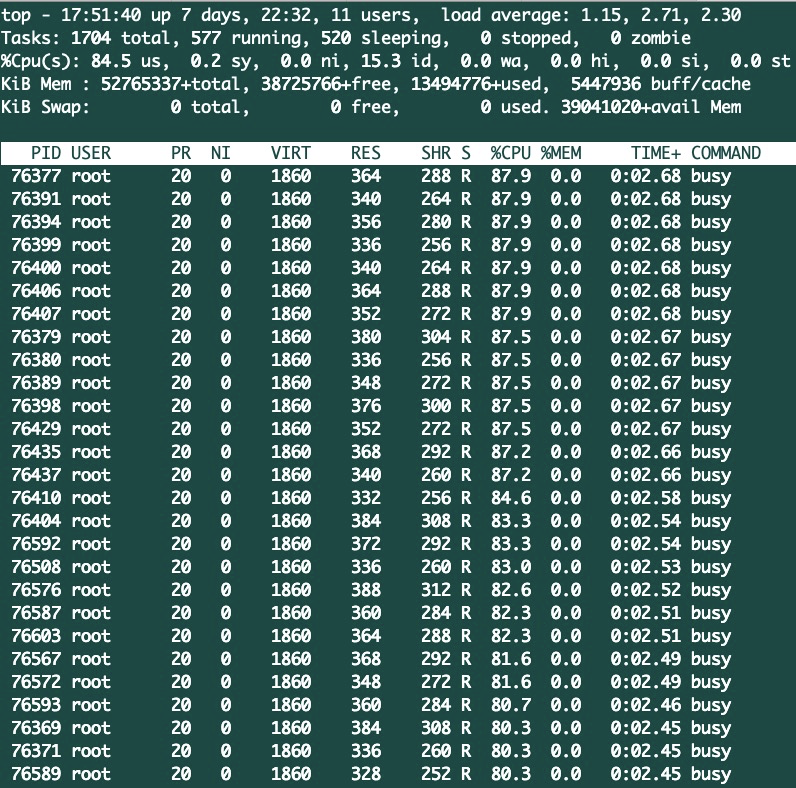 top - 17:51:40 up 7 days, 22:32, 11 users,  load average: 1.15, 2.71, 2.30
Tasks: 1704 total, 577 running, 520 sleeping,   0 stopped,   0 zombie
%Cpu(s): 84.5 us,  0.2 sy,  0.0 ni, 15.3 id,  0.0 wa,  0.0 hi,  0.0 si,  0.0 st
KiB Mem : 52765337+total, 38725766+free, 13494776+used,  5447936 buff/cache
KiB Swap:        0 total,        0 free,        0 used. 39041020+avail Mem
PID USER      PR  NI    VIRT    RES    SHR S  %CPU %MEM     TIME+ COMMAND
76377 root      20   0    1860    364    288 R  87.9  0.0   0:02.68 busy
76391 root      20   0    1860    340    264 R  87.9  0.0   0:02.68 busy
76394 root      20   0    1860    356    280 R  87.9  0.0   0:02.68 busy
76399 root      20   0    1860    336    256 R  87.9  0.0   0:02.68 busy
76400 root      20   0    1860    340    264 R  87.9  0.0   0:02.68 busy
76406 root      20   0    1860    364    288 R  87.9  0.0   0:02.68 busy
76407 root      20   0    1860    352    272 R  87.9  0.0   0:02.68 busy
76379 root      20   0    1860    380    304 R  87.5  0.0   0:02.67 busy
76380 root      20   0    1860    336    256 R  87.5  0.0   0:02.67 busy
76389 root      20   0    1860    348    272 R  87.5  0.0   0:02.67 busy
76398 root      20   0    1860    376    300 R  87.5  0.0   0:02.67 busy
76429 root      20   0    1860    352    272 R  87.5  0.0   0:02.67 busy
76435 root      20   0    1860    368    292 R  87.2  0.0   0:02.66 busy
76437 root      20   0    1860    340    260 R  87.2  0.0   0:02.66 busy
76410 root      20   0    1860    332    256 R  84.6  0.0   0:02.58 busy
76404 root      20   0    1860    384    308 R  83.3  0.0   0:02.54 busy
76592 root      20   0    1860    372    292 R  83.3  0.0   0:02.54 busy
76508 root      20   0    1860    336    260 R  83.0  0.0   0:02.53 busy
76576 root      20   0    1860    388    312 R  82.6  0.0   0:02.52 busy
76587 root      20   0    1860    360    284 R  82.3  0.0   0:02.51 busy
76603 root      20   0    1860    364    288 R  82.3  0.0   0:02.51 busy
76567 root      20   0    1860    368    292 R  81.6  0.0   0:02.49 busy
76572 root      20   0    1860    348    272 R  81.6  0.0   0:02.49 busy
76593 root      20   0    1860    360    284 R  80.7  0.0   0:02.46 busy
76369 root      20   0    1860    384    308 R  80.3  0.0   0:02.45 busy
76371 root      20   0    1860    336    260 R  80.3  0.0   0:02.45 busy
76589 root      20   0    1860    328    252 R  80.3  0.0   0:02.45 busy